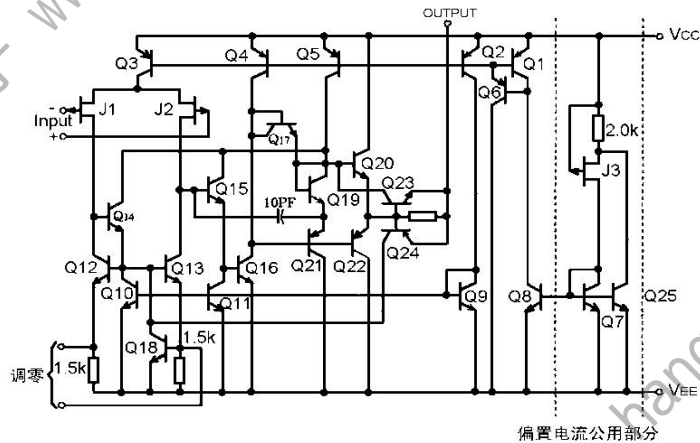 OUTPUT
VCC
Q3
Q4
Q5
Q2
Q1
Q6
- J1
J2
Input
+
Q17
2.0k
J3
Q20
Q14
Q15
Q23
10PF
Q19
Q24
Q12
Q13
Q16
Q21
Q22
Q10
Q11
Q9
Q8
Q25
Q7
Q18
1.5k
调零
1.5k
VEE
偏置电流公用部分
hang